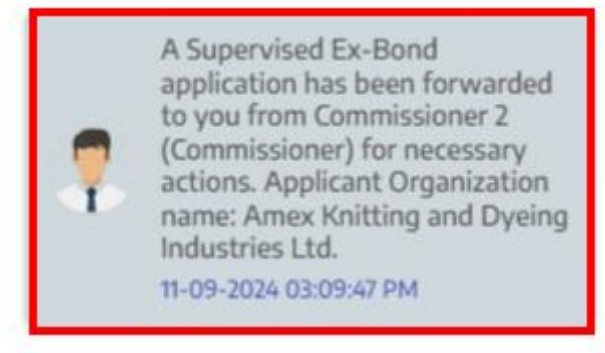 A Supervised Ex-Bond
application has been forwarded
to you from Commissioner 2
(Commissioner) for necessary
actions. Applicant Organization
name: Amex Knitting and Dyeing
Industries Ltd.
11-09-2024 03:09:47 PM